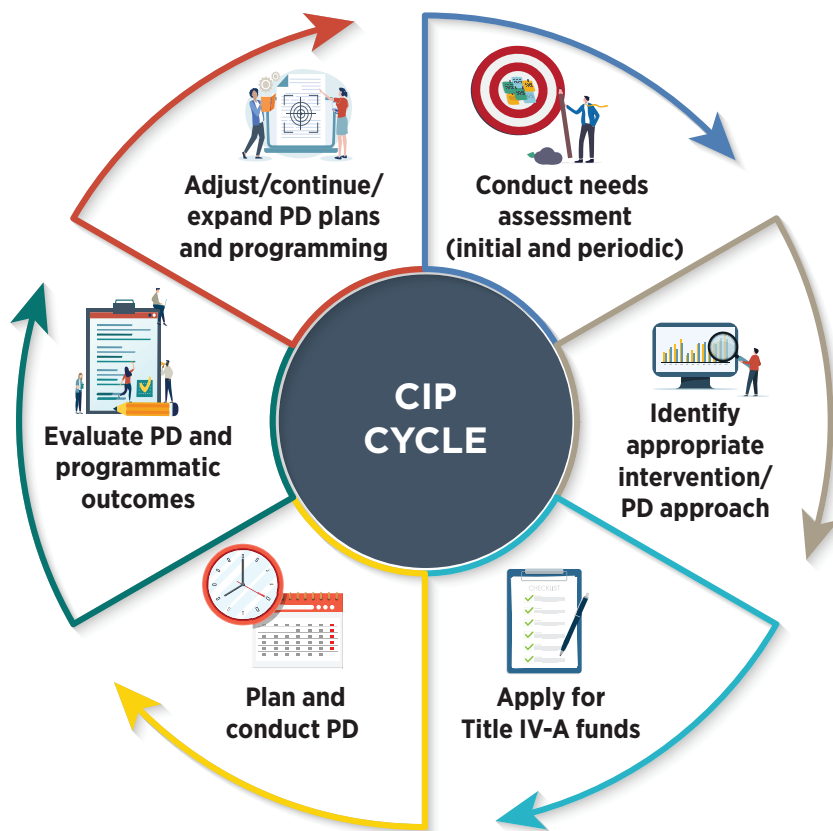 CIP
CYCLE
Conduct needs
assessment
(initial and periodic)
Identify
appropriate
intervention/
PD approach
CHECKLIST
Apply for
Title IV-A funds
Plan and
conduct PD
Evaluate PD and
programmatic
outcomes
Adjust/continue/
expand PD plans
and programming